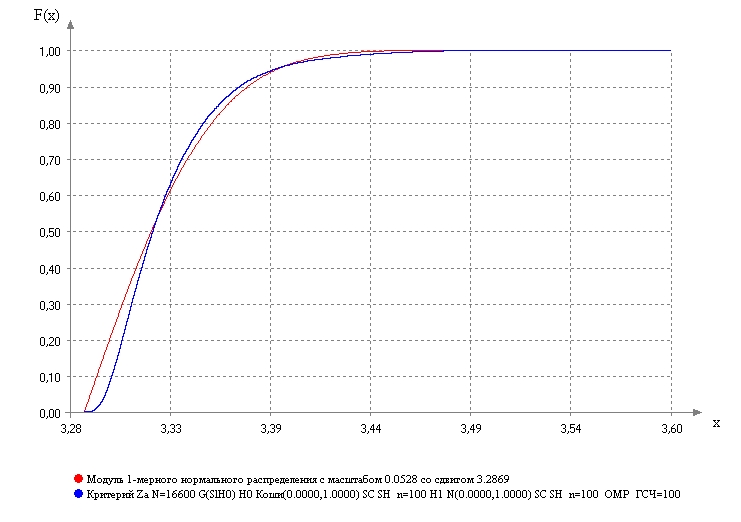 F(x)
1,00
0,90
0,80
0,70
0,60
0,50
0,40
0,30
0,20
0,10
0,00
3,28 3,33 3,39 3,44 3,49 3,54 3,60
x
Модуль 1-мерного нормального распределения с масштабом 0.0528 со сдвигом 3.2869
Критерий Za N=16600 G(S|H0) H0 Коши(0.0000,1.0000) SC SH n=100 H1 N(0.0000,1.0000) SC SH n=100 ОМР ГСЧ=100